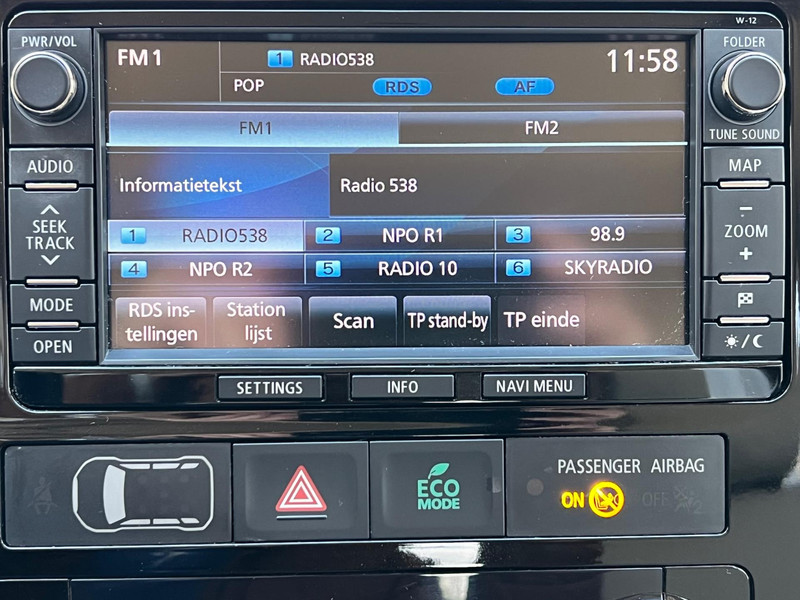 W-12
PWR/VOL
FM1
1 RADIO538
11:58
FOLDER
POP
RDS
AF
TUNE SOUND
FM1
FM2
AUDIO
MAP
Informatietekst
Radio 538
SEEK
TRACK
−
ZOOM
+
1 RADIO538
2 NPO R1
3 98.9
4 NPO R2
5 RADIO 10
6 SKYRADIO
MODE
RDS ins-
tellingen
Station
lijst
Scan
TP stand-by
TP einde
OPEN
SETTINGS
INFO
NAVI MENU
ECO
MODE
PASSENGER AIRBAG
ON
OFF
2